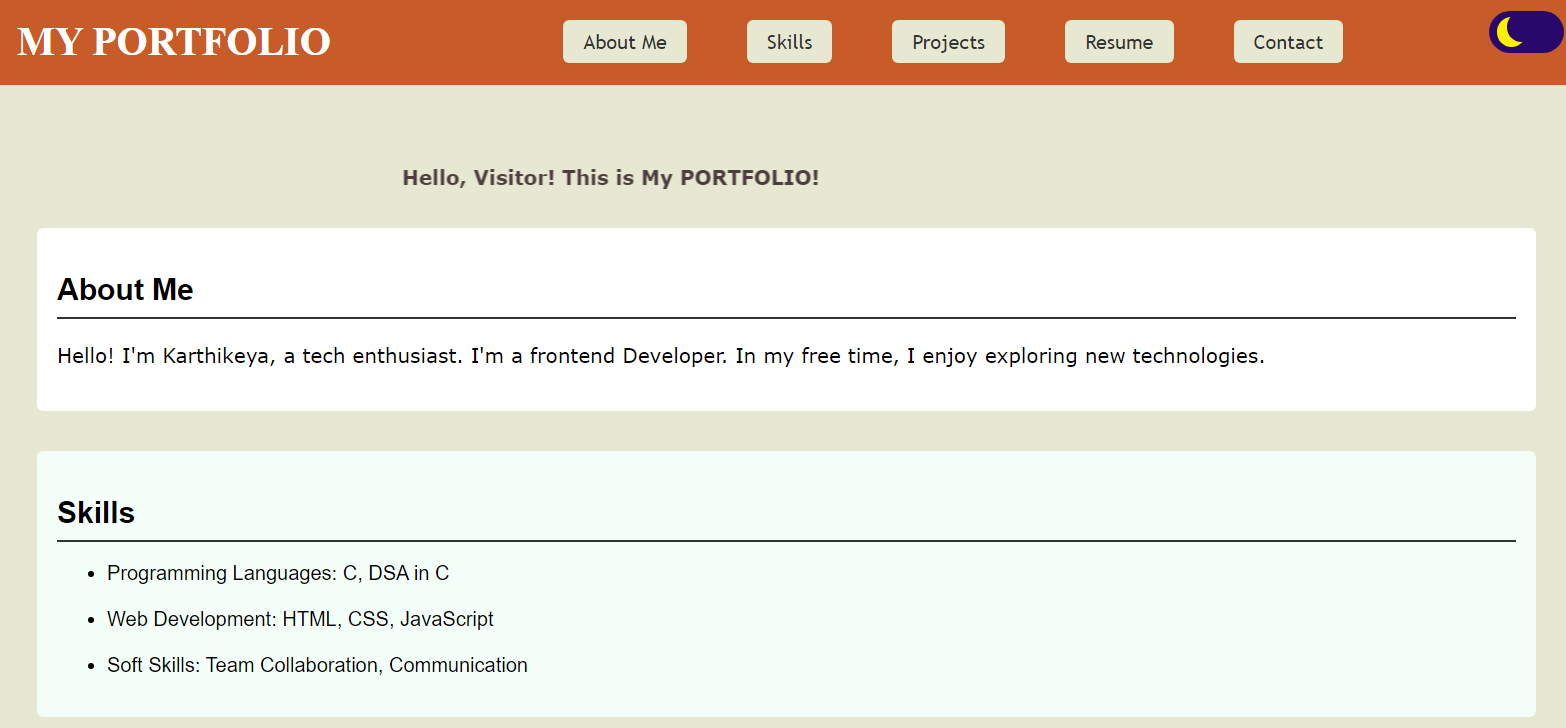 MY PORTFOLIO
About Me
Skills
Projects
Resume
Contact
Hello, Visitor! This is My PORTFOLIO!
About Me
Hello! I'm Karthikeya, a tech enthusiast. I'm a frontend Developer. In my free time, I enjoy exploring new technologies.
Skills
Programming Languages: C, DSA in C
Web Development: HTML, CSS, JavaScript
Soft Skills: Team Collaboration, Communication